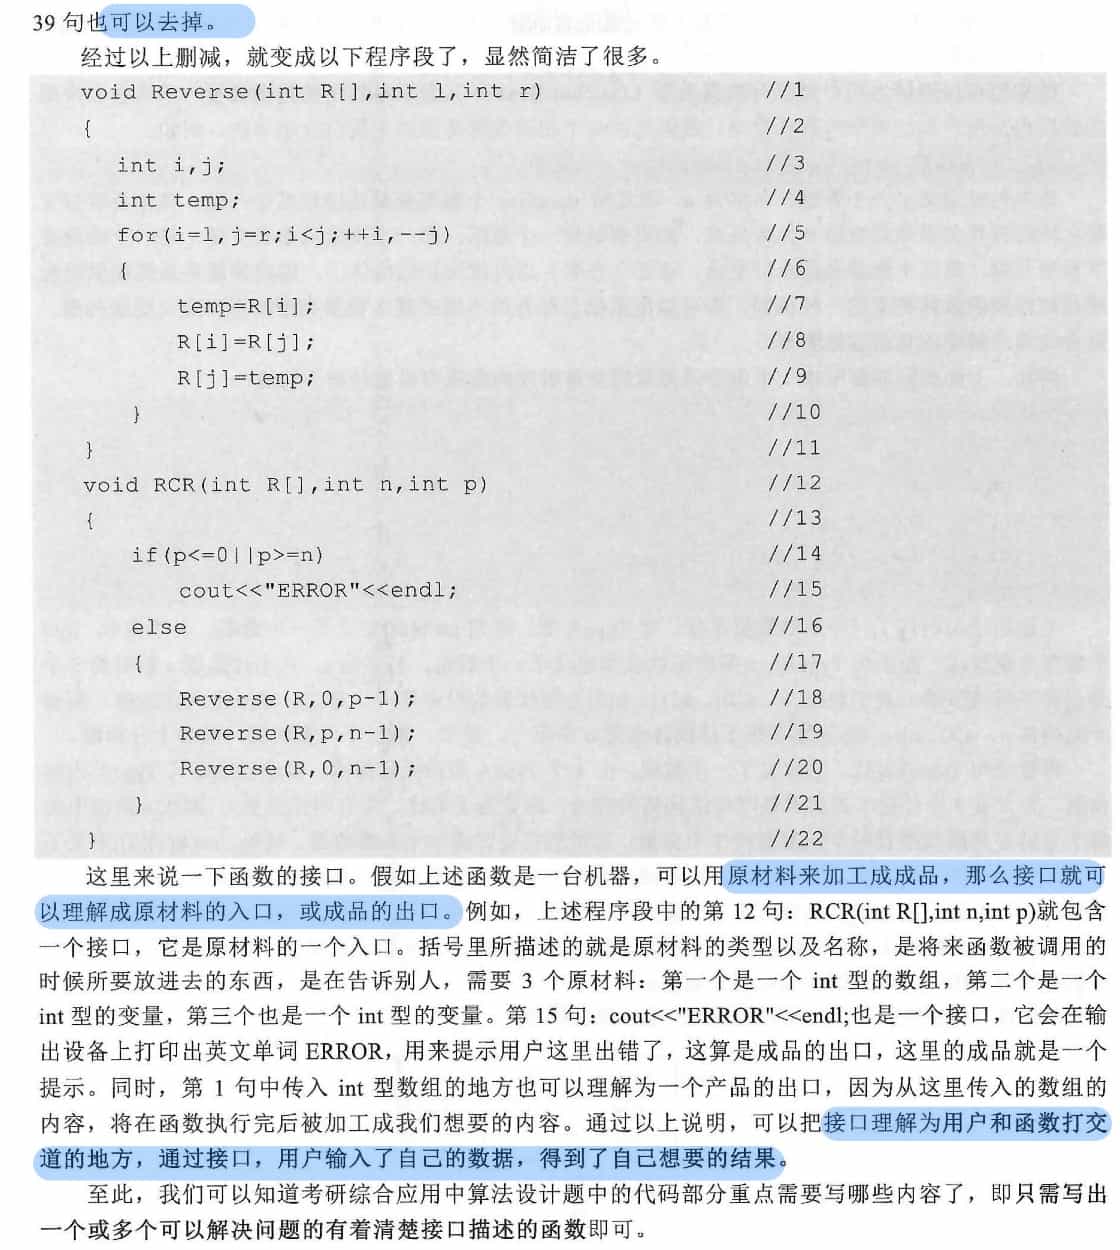 39 句也可以去掉。
经过以上删减，就变成以下程序段了，显然简洁了很多。
void Reverse(int R[],int l,int r) //1
{ //2
int i,j; //3
int temp; //4
for(i=l,j=r;i<j;++i,--j) //5
{ //6
temp=R[i]; //7
R[i]=R[j]; //8
R[j]=temp; //9
} //10
} //11
void RCR(int R[],int n,int p) //12
{ //13
if(p<=0||p>=n) //14
cout<<"ERROR"<<endl; //15
else //16
{ //17
Reverse(R,0,p-1); //18
Reverse(R,p,n-1); //19
Reverse(R,0,n-1); //20
} //21
} //22
这里来说一下函数的接口。假如上述函数是一台机器，可以用原材料来加工成成品，那么接口就可
以理解成原材料的入口，或成品的出口。例如，上述程序段中的第 12 句：RCR(int R[],int n,int p)就包含
一个接口，它是原材料的一个入口。括号里所描述的就是原材料的类型以及名称，是将来函数被调用的
时候所要放进去的东西，是在告诉别人，需要 3 个原材料：第一个是一个 int 型的数组，第二个是一个
int 型的变量，第三个也是一个 int 型的变量。第 15 句：cout<<"ERROR"<<endl;也是一个接口，它会在输
出设备上打印出英文单词 ERROR，用来提示用户这里出错了，这算是成品的出口，这里的成品就是一个
提示。同时，第 1 句中传入 int 型数组的地方也可以理解为一个产品的出口，因为从这里传入的数组的
内容，将在函数执行完后被加工成我们想要的内容。通过以上说明，可以把接口理解为用户和函数打交
道的地方，通过接口，用户输入了自己的数据，得到了自己想要的结果。
至此，我们可以知道考研综合应用中算法设计题中的代码部分重点需要写哪些内容了，即只需写出
一个或多个可以解决问题的有着清楚接口描述的函数即可。